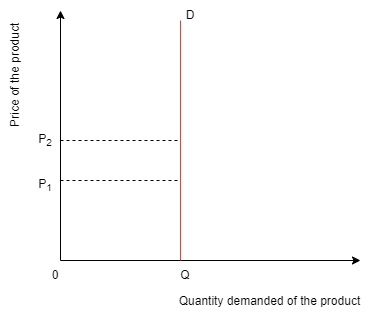 D
Price of the product
P2
P1
0
Q
Quantity demanded of the product